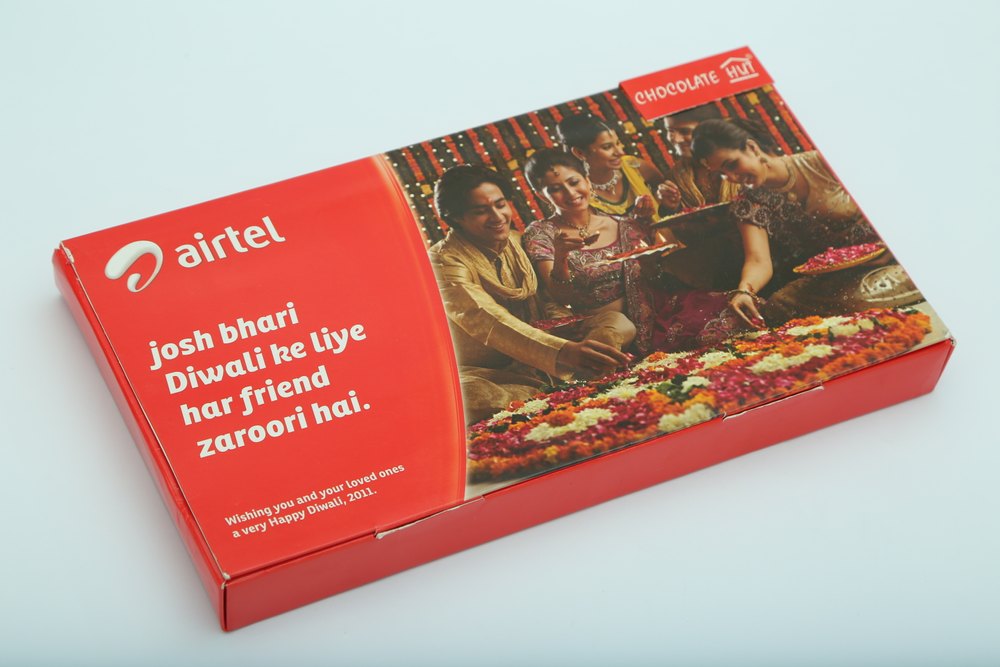 CHOCOLATE HUT
airtel
josh bhari
Diwali ke liye
har friend
zaroori hai.
Wishing you and your loved ones
a very Happy Diwali, 2011.